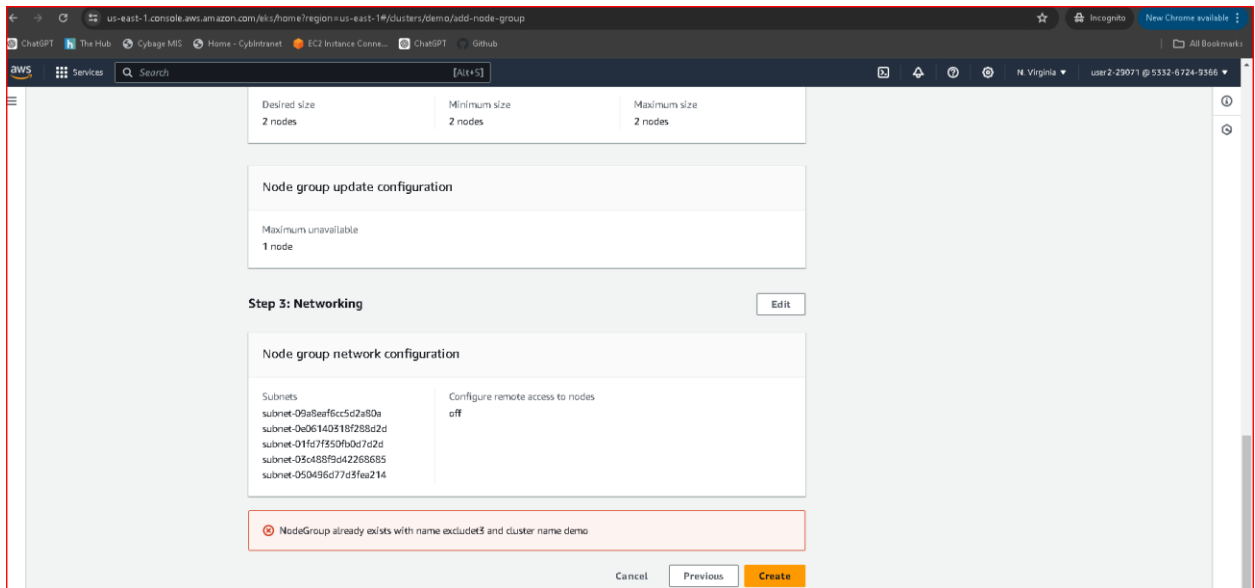 us-east-1.console.aws.amazon.com/eks/home?region=us-east-1#/clusters/demo/add-node-group
Incognito
New Chrome available
ChatGPT
The Hub
Cybage MIS
Home - CybIntranet
EC2 Instance Conne...
ChatGPT
Github
All Bookmarks
aws
Services
Search
[Alt+S]
N. Virginia
user2-29071 @ 5332-6724-9366
Desired size
Minimum size
Maximum size
2 nodes
2 nodes
2 nodes
Node group update configuration
Maximum unavailable
1 node
Step 3: Networking
Edit
Node group network configuration
Subnets
Configure remote access to nodes
subnet-09a8eaf6cc5d2a80a
off
subnet-0e06140318f288d2d
subnet-01fd7f350fb0d7d2d
subnet-03c488f9d42268685
subnet-050496d77d3fea214
NodeGroup already exists with name excludet3 and cluster name demo
Cancel
Previous
Create